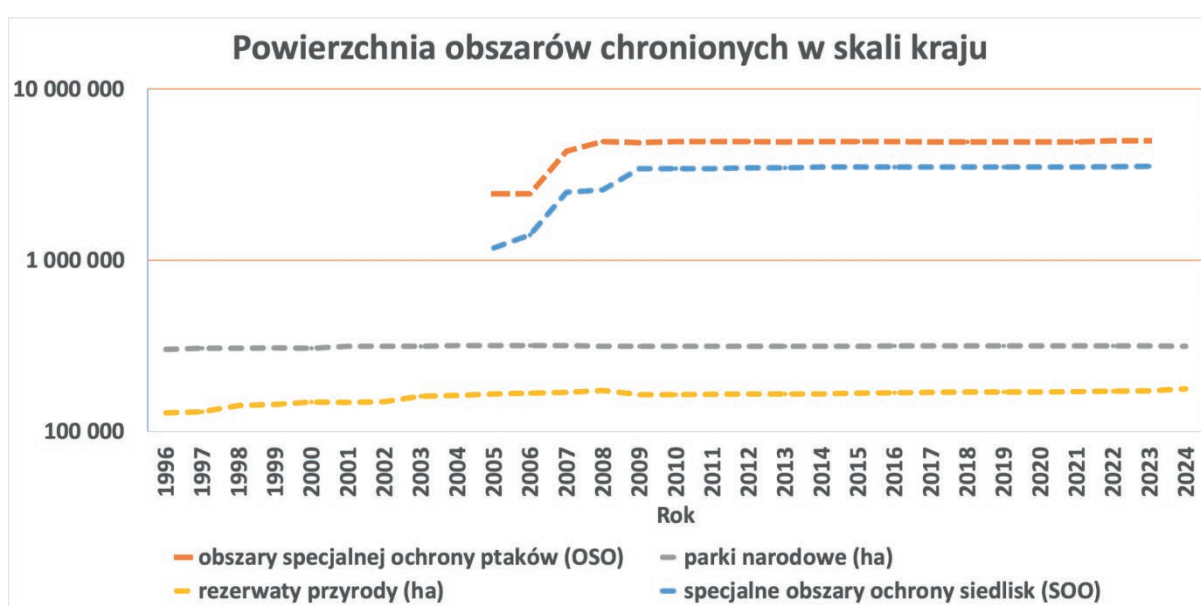 Powierzchnia obszarów chronionych w skali kraju
10 000 000
1 000 000
100 000
1996 1997 1998 1999 2000 2001 2002 2003 2004 2005 2006 2007 2008 2009 2010 2011 2012 2013 2014 2015 2016 2017 2018 2019 2020 2021 2022 2023 2024
Rok
obszary specjalnej ochrony ptaków (OSO) parki narodowe (ha)
rezerwaty przyrody (ha) specjalne obszary ochrony siedlisk (SOO)